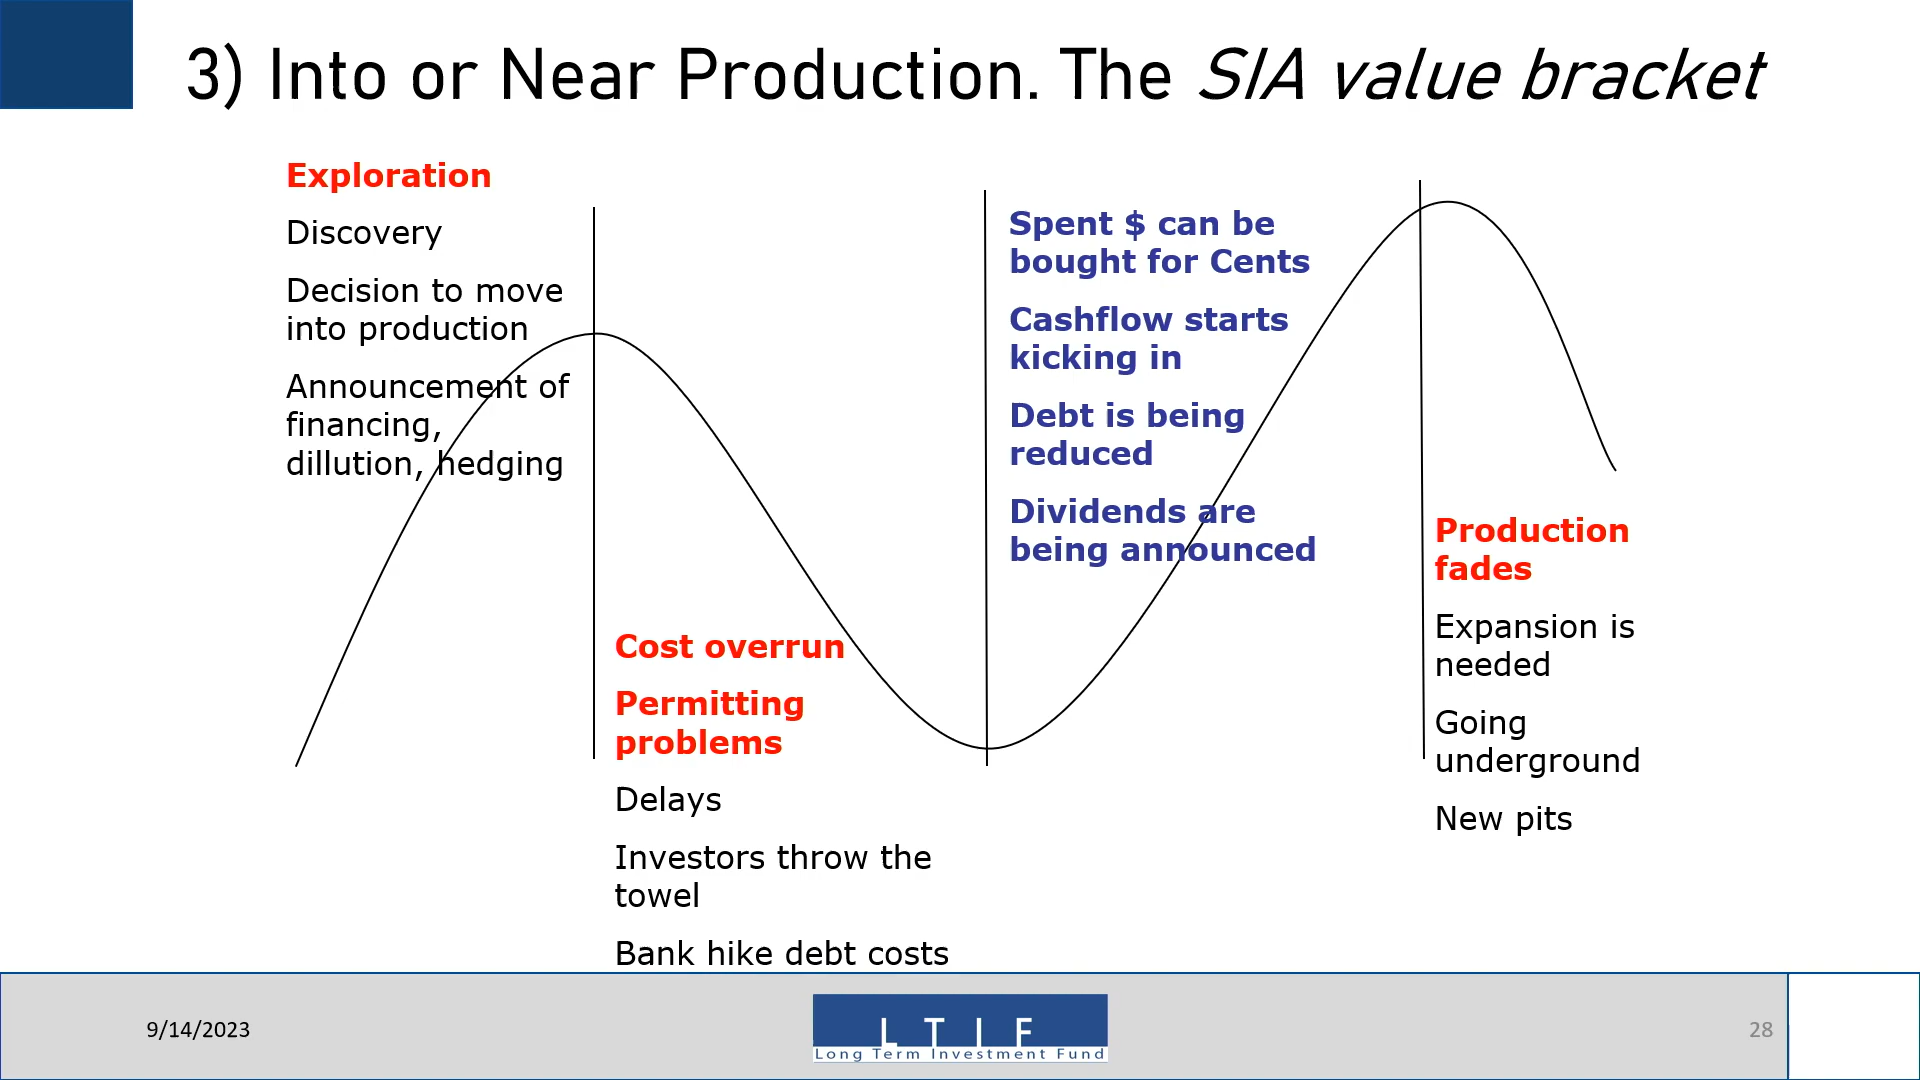 3) Into or Near Production. The SIA value bracket
Exploration
Discovery
Decision to move
into production
Announcement of
financing,
dillution, hedging
Cost overrun
Permitting
problems
Delays
Investors throw the
towel
Bank hike debt costs
Spent $ can be
bought for Cents
Cashflow starts
kicking in
Debt is being
reduced
Dividends are
being announced
Production
fades
Expansion is
needed
Going
underground
New pits
9/14/2023
L T I F
Long Term Investment Fund
28